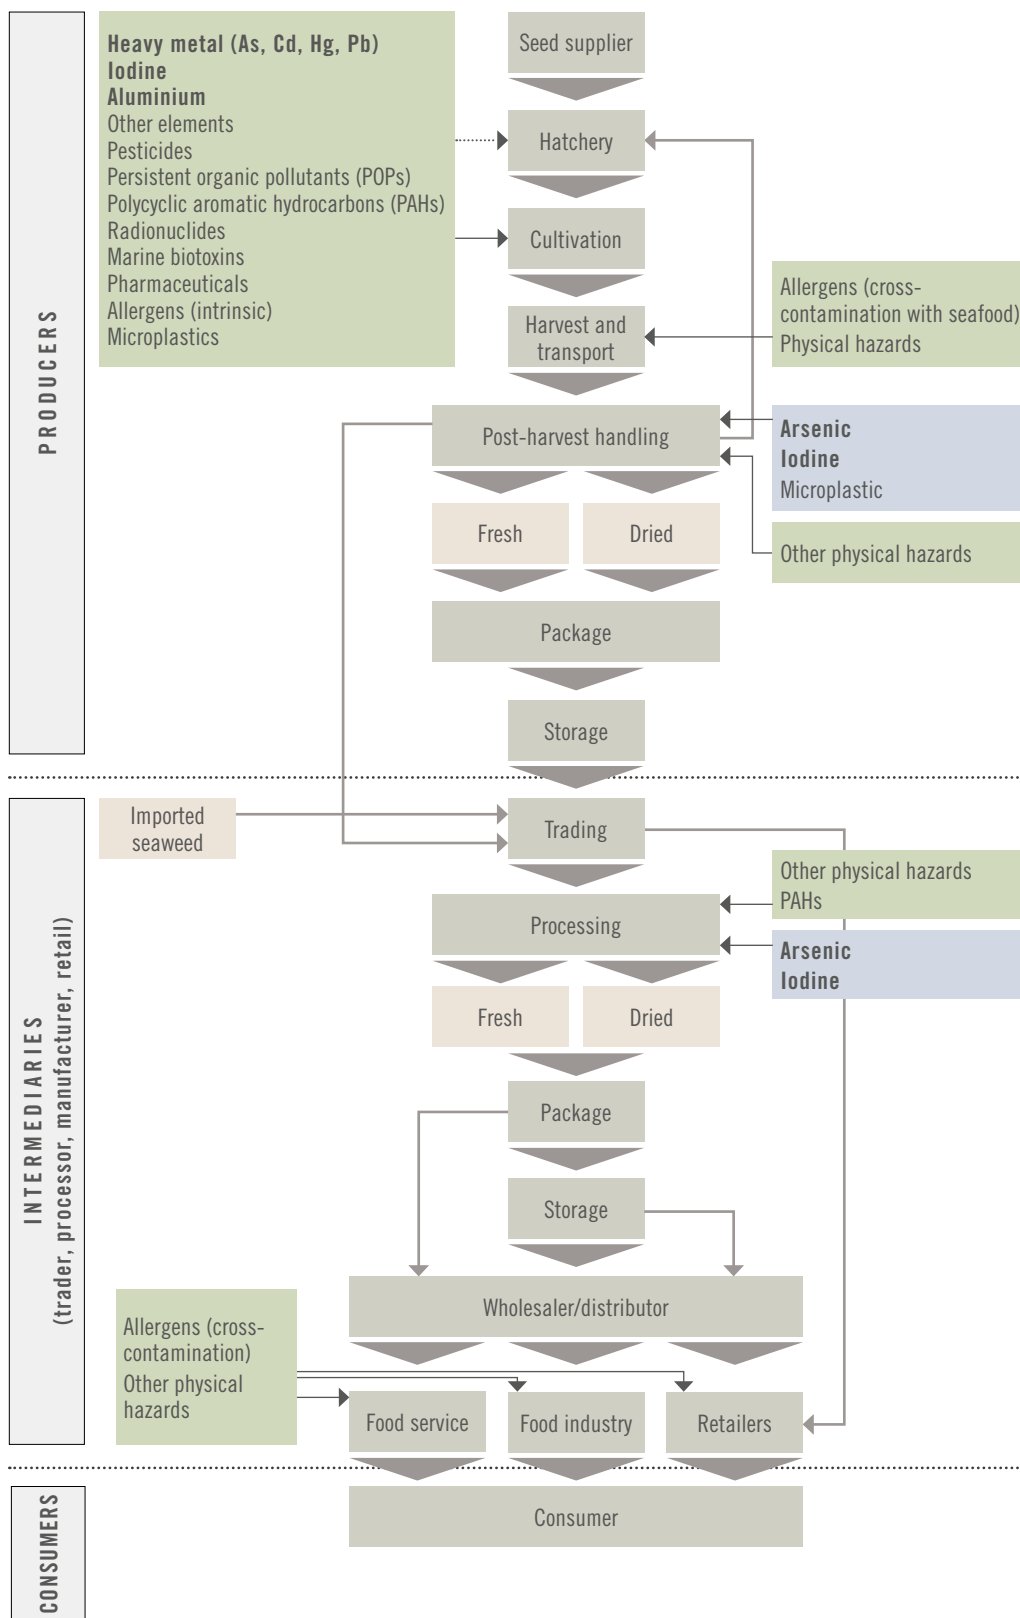 PRODUCERS
Heavy metal (As, Cd, Hg, Pb)
Iodine
Aluminium
Other elements
Pesticides
Persistent organic pollutants (POPs)
Polycyclic aromatic hydrocarbons (PAHs)
Radionuclides
Marine biotoxins
Pharmaceuticals
Allergens (intrinsic)
Microplastics
Seed supplier
Hatchery
Cultivation
Harvest and
transport
Allergens (cross-
contamination with seafood)
Physical hazards
Post-harvest handling
Arsenic
Iodine
Microplastic
Other physical hazards
Fresh
Dried
Package
Storage
INTERMEDIARIES
(trader, processor, manufacturer, retail)
Imported
seaweed
Trading
Processing
Other physical hazards
PAHs
Arsenic
Iodine
Fresh
Dried
Package
Storage
Wholesaler/distributor
Allergens (cross-
contamination)
Other physical
hazards
Food service
Food industry
Retailers
CONSUMERS
Consumer